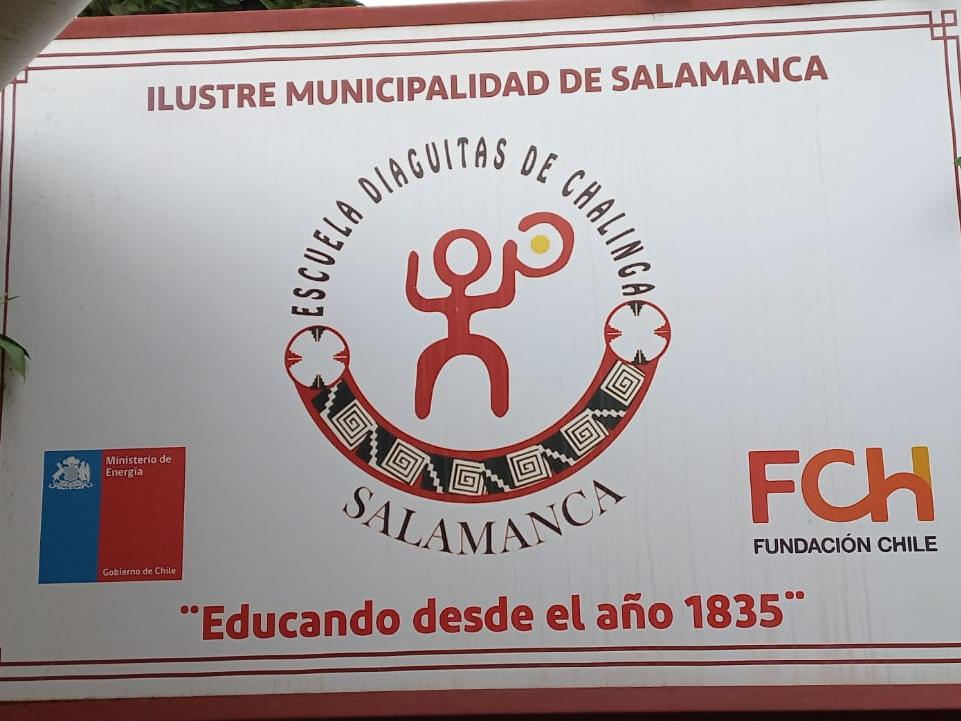 ILUSTRE MUNICIPALIDAD DE SALAMANCA
ESCUELA DIAGUITAS DE CHALINGA
SALAMANCA
Ministerio de
Energía
Gobierno de Chile
FCh
FUNDACIÓN CHILE
¨Educando desde el año 1835¨